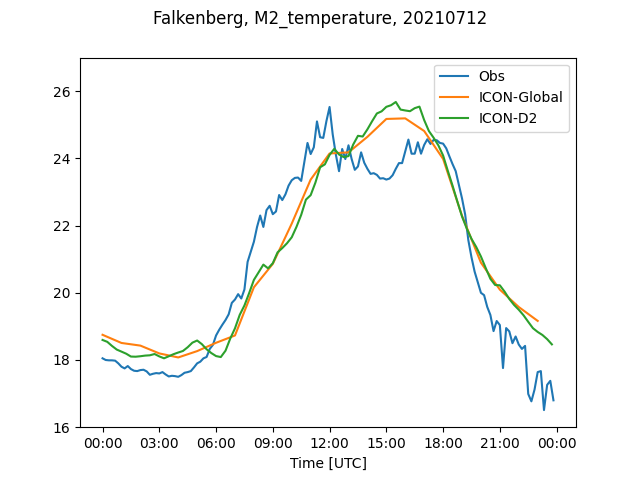 Falkenberg, M2_temperature, 20210712
Obs
ICON-Global
ICON-D2
26
24
22
20
18
16
00:00 03:00 06:00 09:00 12:00 15:00 18:00 21:00 00:00
Time [UTC]